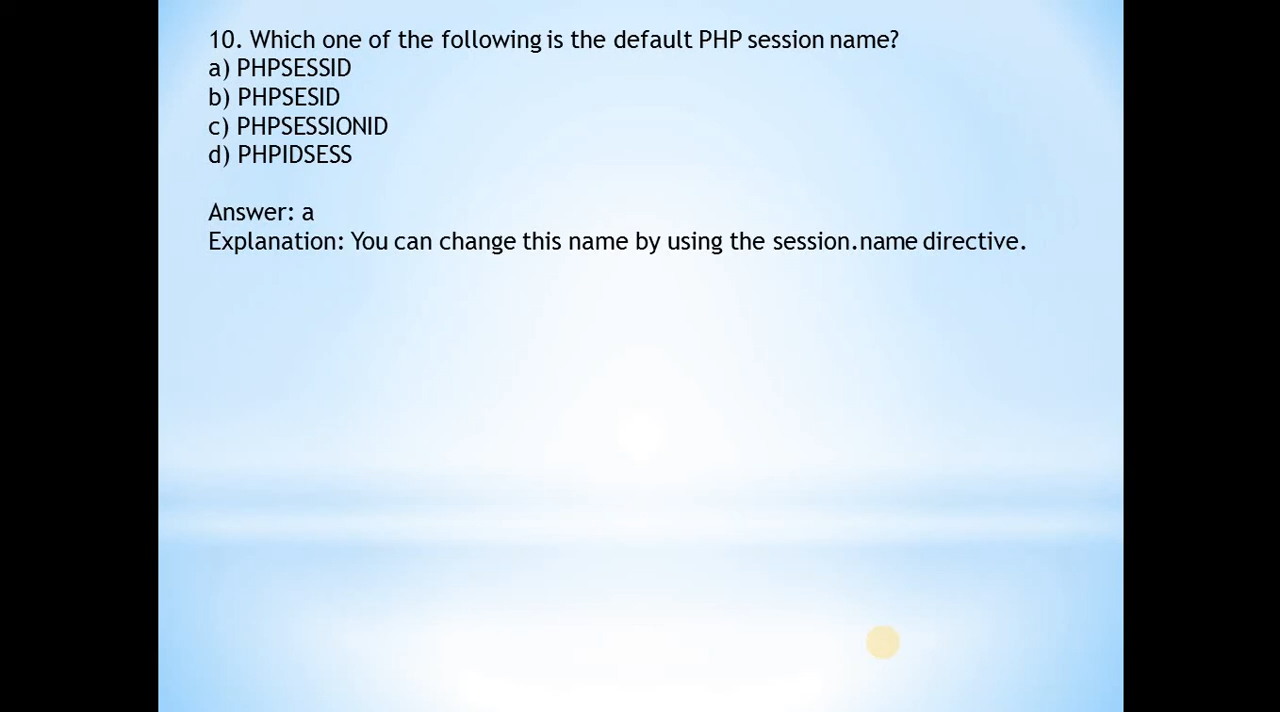 10. Which one of the following is the default PHP session name?
a) PHPSESSID
b) PHPSESID
c) PHPSESSIONID
d) PHPIDSESS
Answer: a
Explanation: You can change this name by using the session.name directive.